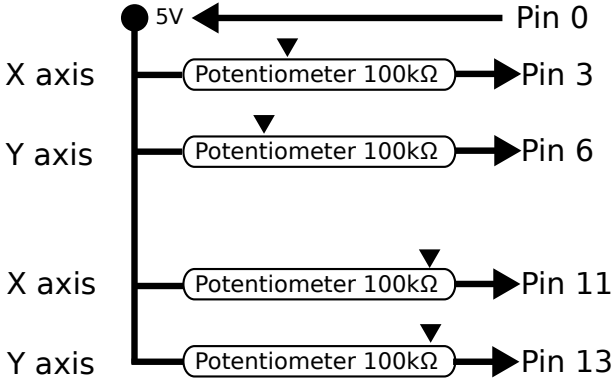 5V Pin 0
X axis Potentiometer 100kΩ Pin 3
Y axis Potentiometer 100kΩ Pin 6
X axis Potentiometer 100kΩ Pin 11
Y axis Potentiometer 100kΩ Pin 13